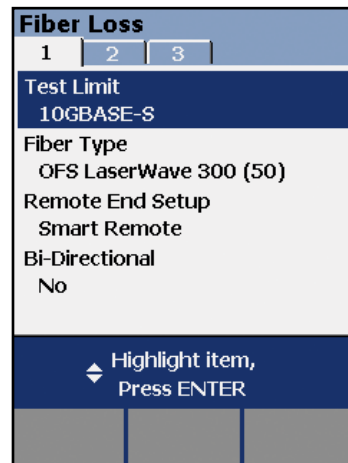 Fiber Loss
1 2 3
Test Limit
10GBASE-S
Fiber Type
OFS LaserWave 300 (50)
Remote End Setup
Smart Remote
Bi-Directional
No
Highlight item,
Press ENTER